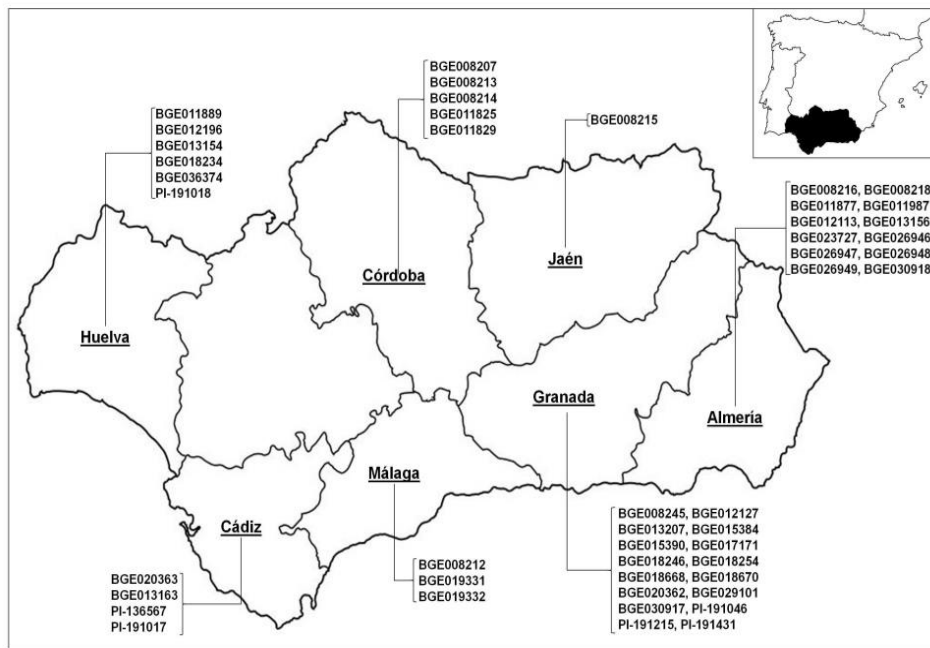 BGE008207
BGE008213
BGE008214
BGE011825
BGE011829
BGE011889
BGE012196
BGE013154
BGE018234
BGE036374
PI-191018
BGE008215
BGE008216, BGE008218
BGE011877, BGE011987
BGE012113, BGE013156
BGE023727, BGE026946
BGE026947, BGE026948
BGE026949, BGE030918
Huelva
Córdoba
Jaén
Granada
Almería
Málaga
Cádiz
BGE020363
BGE013163
PI-136567
PI-191017
BGE008212
BGE019331
BGE019332
BGE008245, BGE012127
BGE013207, BGE015384
BGE015390, BGE017171
BGE018246, BGE018254
BGE018668, BGE018670
BGE020362, BGE029101
BGE030917, PI-191046
PI-191215, PI-191431